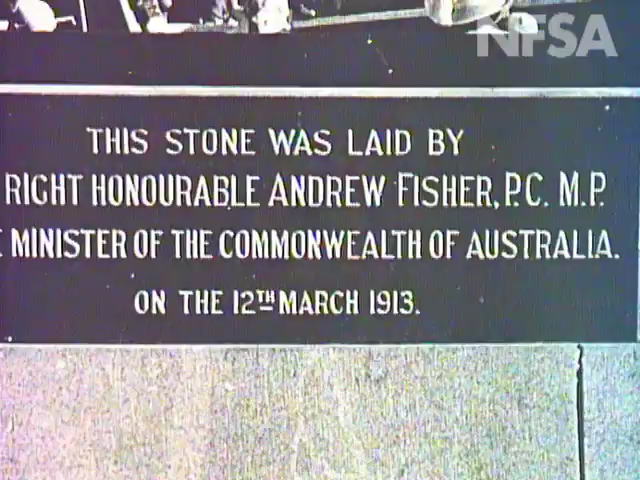 NFSA
THIS STONE WAS LAID BY
RIGHT HONOURABLE ANDREW FISHER, P.C. M.P.
MINISTER OF THE COMMONWEALTH OF AUSTRALIA.
ON THE 12TH MARCH 1913.